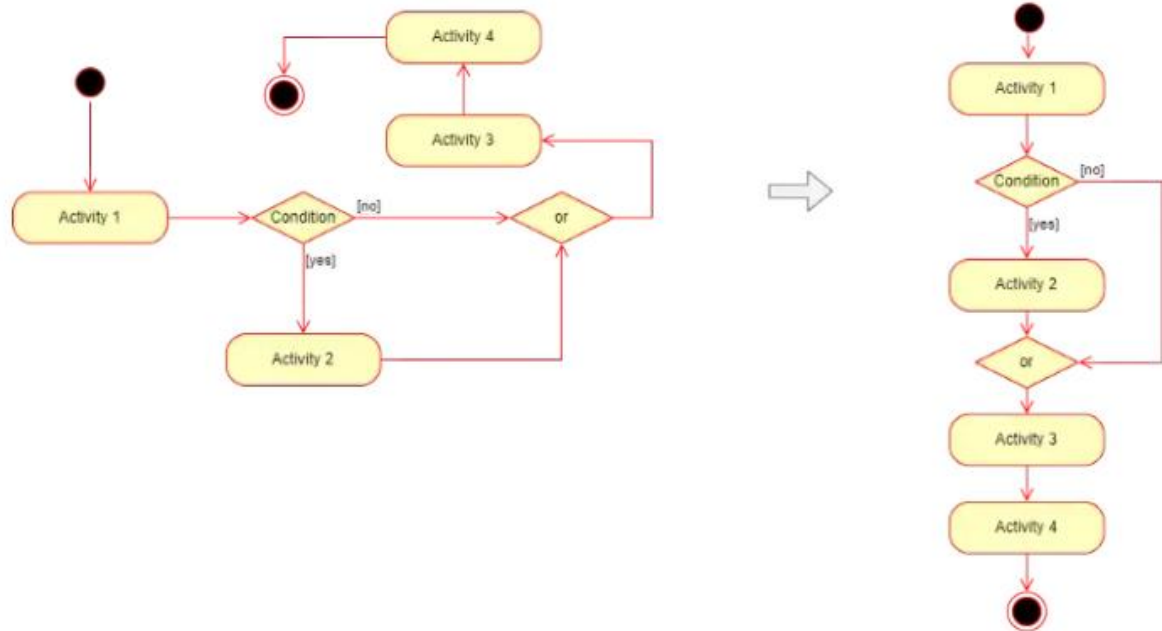 Activity 4
Activity 3
Activity 1
Condition
[no]
or
[yes]
Activity 2
Activity 1
Condition
[no]
[yes]
Activity 2
or
Activity 3
Activity 4